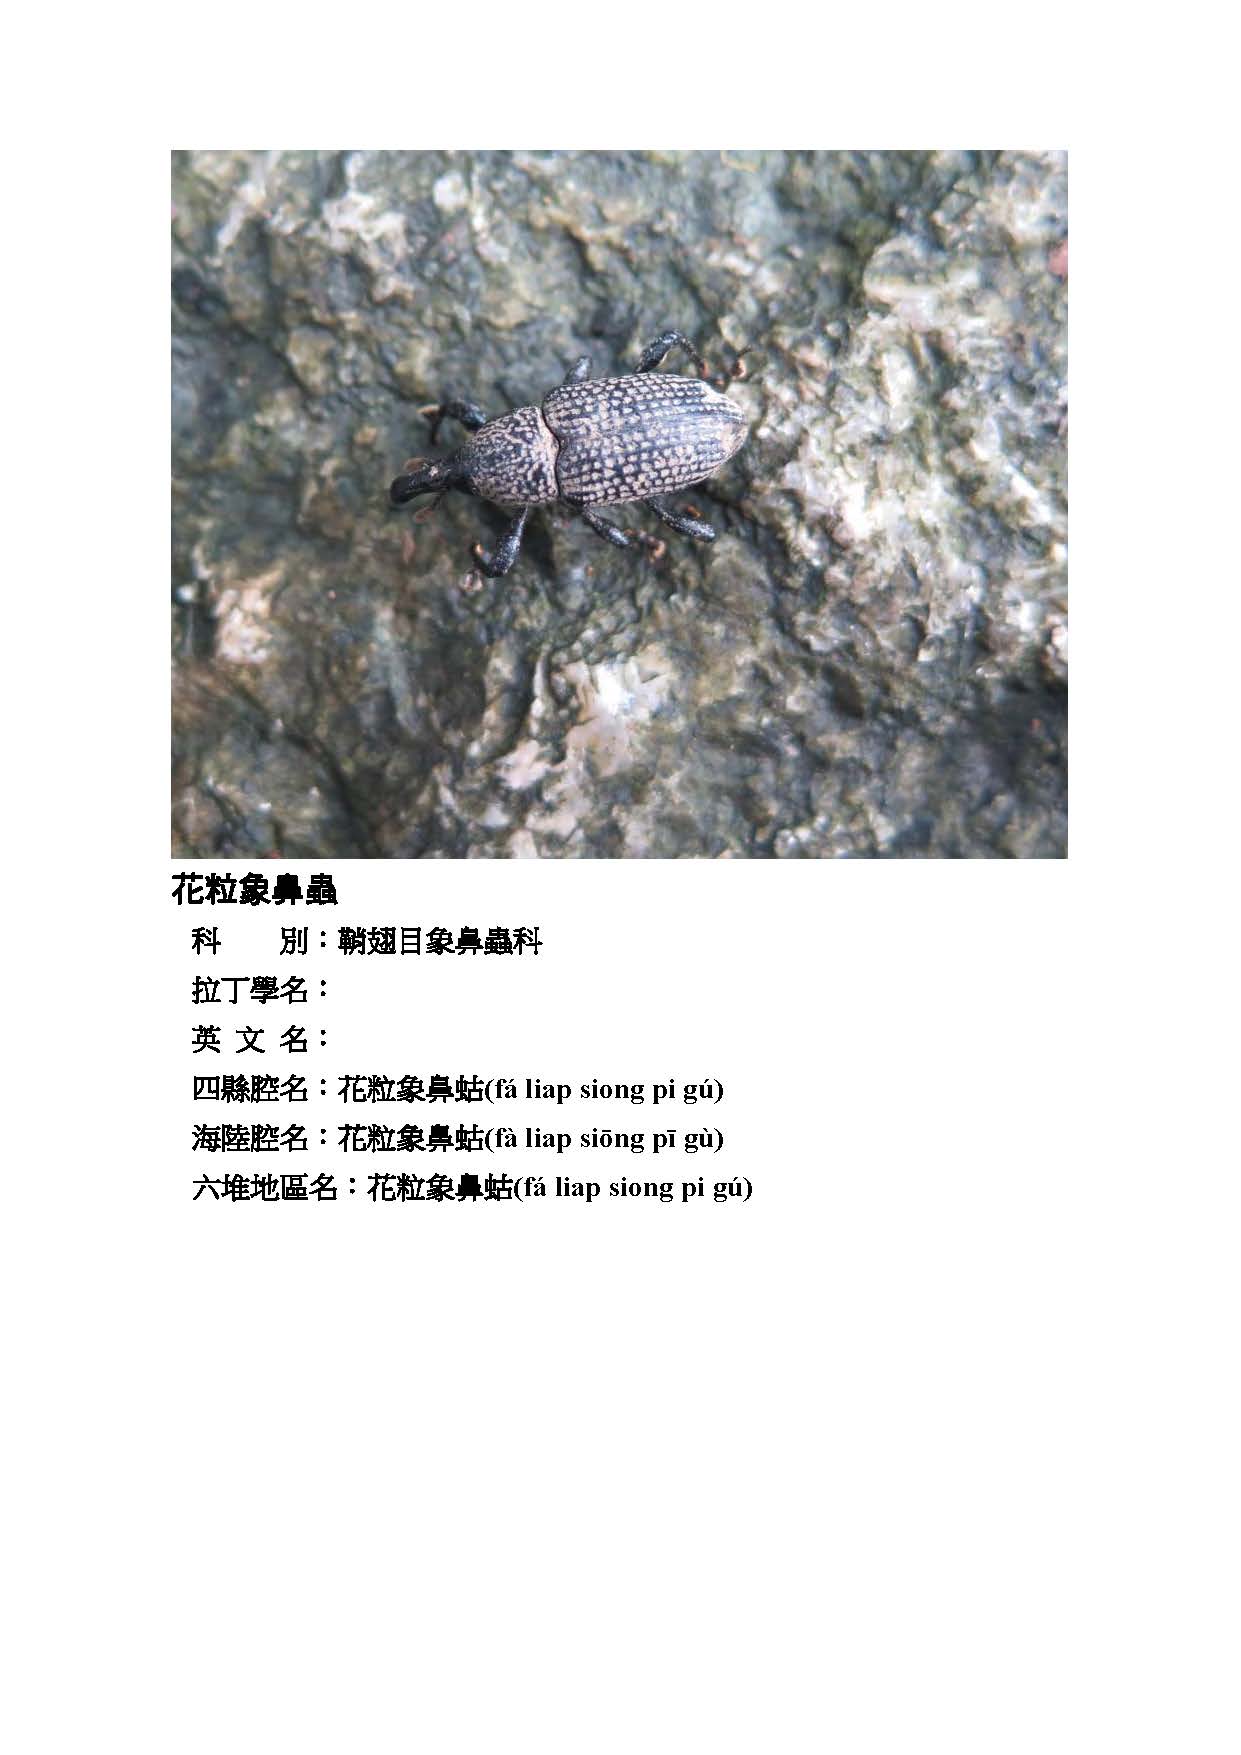 花粒象鼻蟲
科　　別：鞘翅目象鼻蟲科
拉丁學名：
英 文 名：
四縣腔名：花粒象鼻蛄(fá liap siong pi gú)
海陸腔名：花粒象鼻蛄(fà liap siōng pī gù)
六堆地區名：花粒象鼻蛄(fá liap siong pi gú)